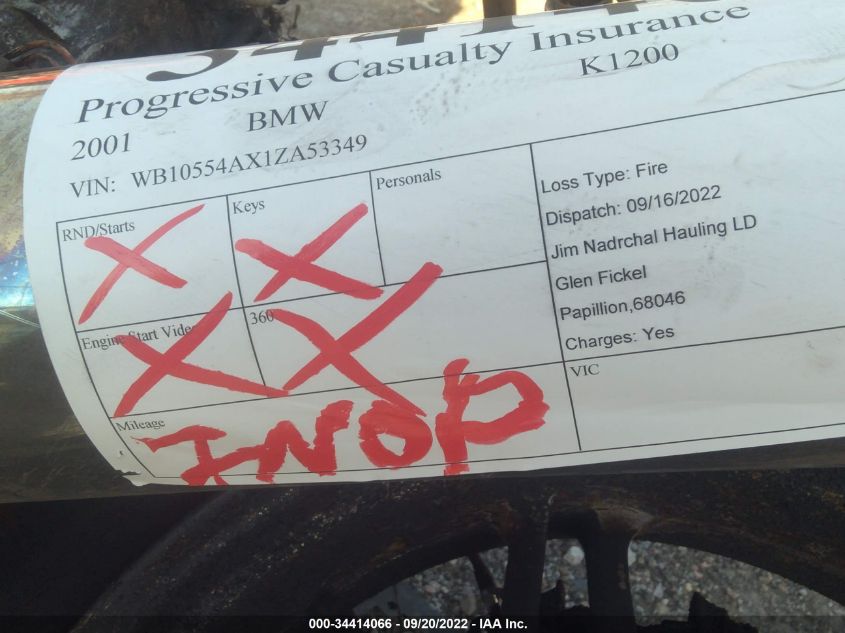 Progressive Casualty Insurance
2001 BMW K1200
VIN: WB10554AX1ZA53349
RND/Starts
Keys
Personals
Engine Start Vide
360
Mileage
INOP
Loss Type: Fire
Dispatch: 09/16/2022
Jim Nadrchal Hauling LD
Glen Fickel
Papillion,68046
Charges: Yes
VIC
000-34414066 - 09/20/2022 - IAA Inc.